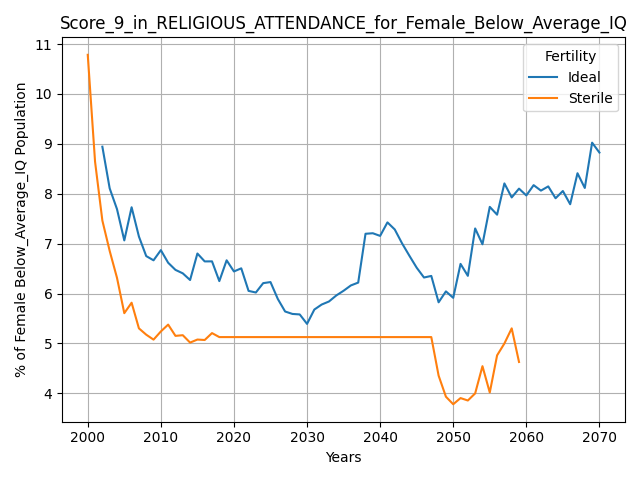 Score_9_in_RELIGIOUS_ATTENDANCE_for_Female_Below_Average_IQ
Fertility
Ideal
Sterile
% of Female Below_Average_IQ Population
11
10
9
8
7
6
5
4
2000 2010 2020 2030 2040 2050 2060 2070
Years